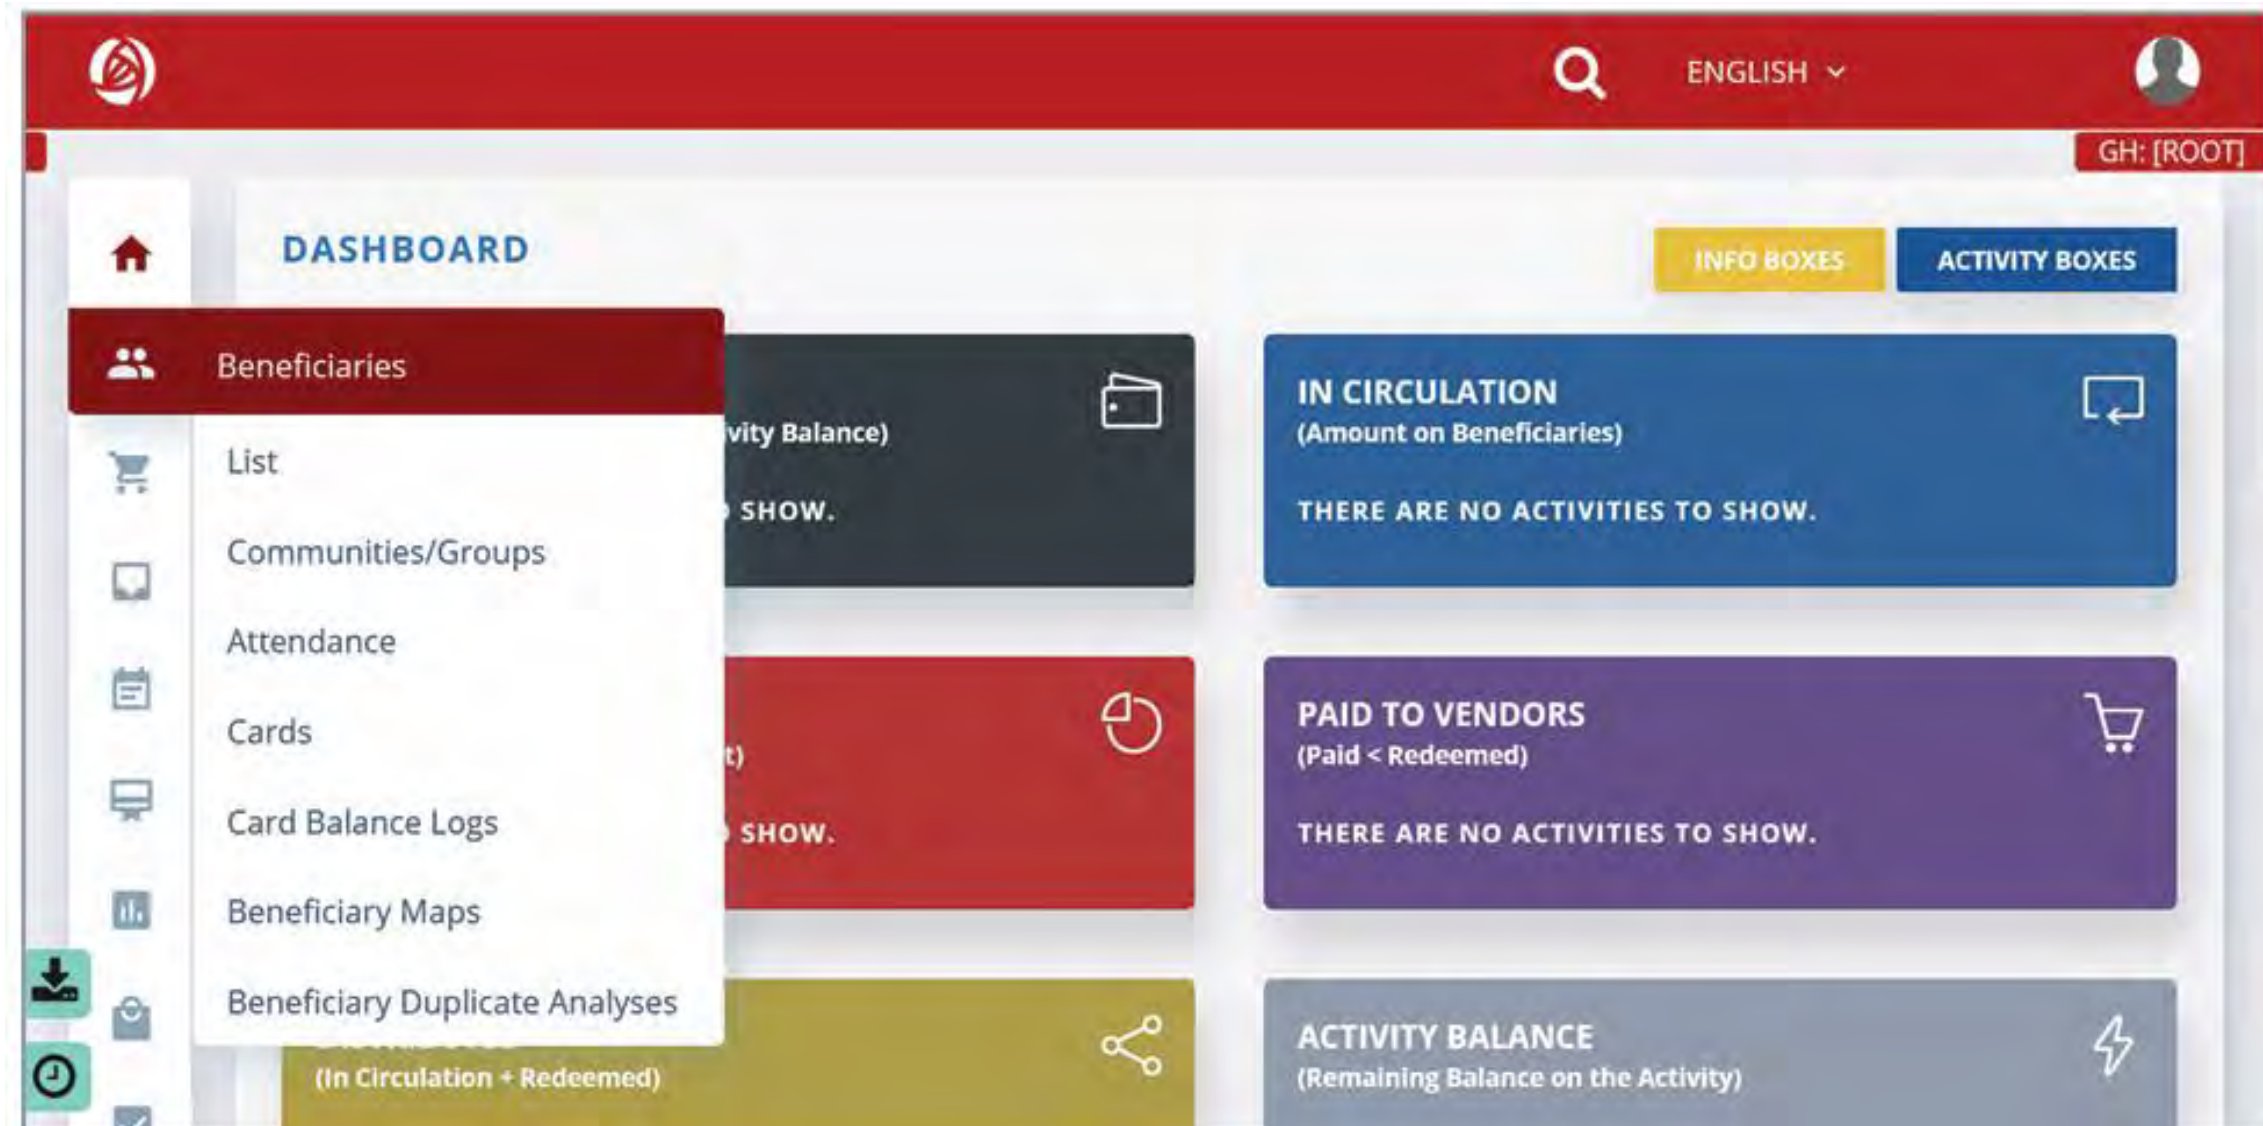 ENGLISH
GH: [ROOT]
DASHBOARD
INFO BOXES
ACTIVITY BOXES
Beneficiaries
List
Communities/Groups
Attendance
Cards
Card Balance Logs
Beneficiary Maps
Beneficiary Duplicate Analyses
Balance)
SHOW.
IN CIRCULATION
(Amount on Beneficiaries)
THERE ARE NO ACTIVITIES TO SHOW.
SHOW.
PAID TO VENDORS
(Paid < Redeemed)
THERE ARE NO ACTIVITIES TO SHOW.
(In Circulation + Redeemed)
ACTIVITY BALANCE
(Remaining Balance on the Activity)